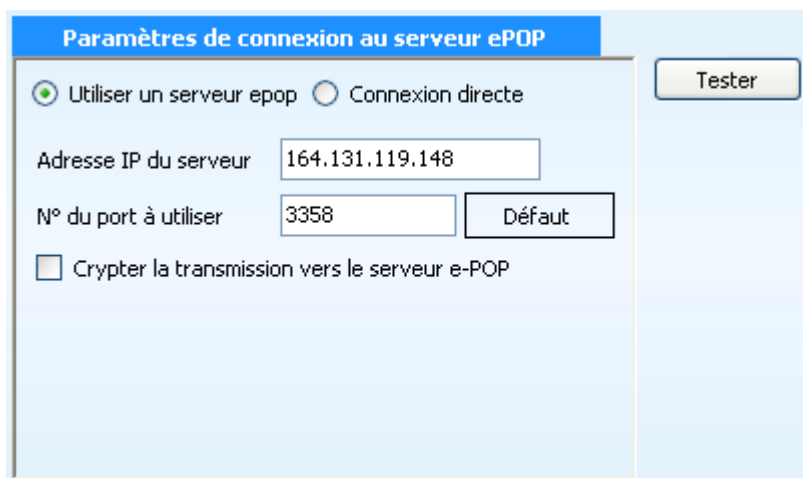 Paramètres de connexion au serveur ePOP
Utiliser un serveur epop Connexion directe
Tester
Adresse IP du serveur 164.131.119.148
N° du port à utiliser 3358 Défaut
Crypter la transmission vers le serveur e-POP